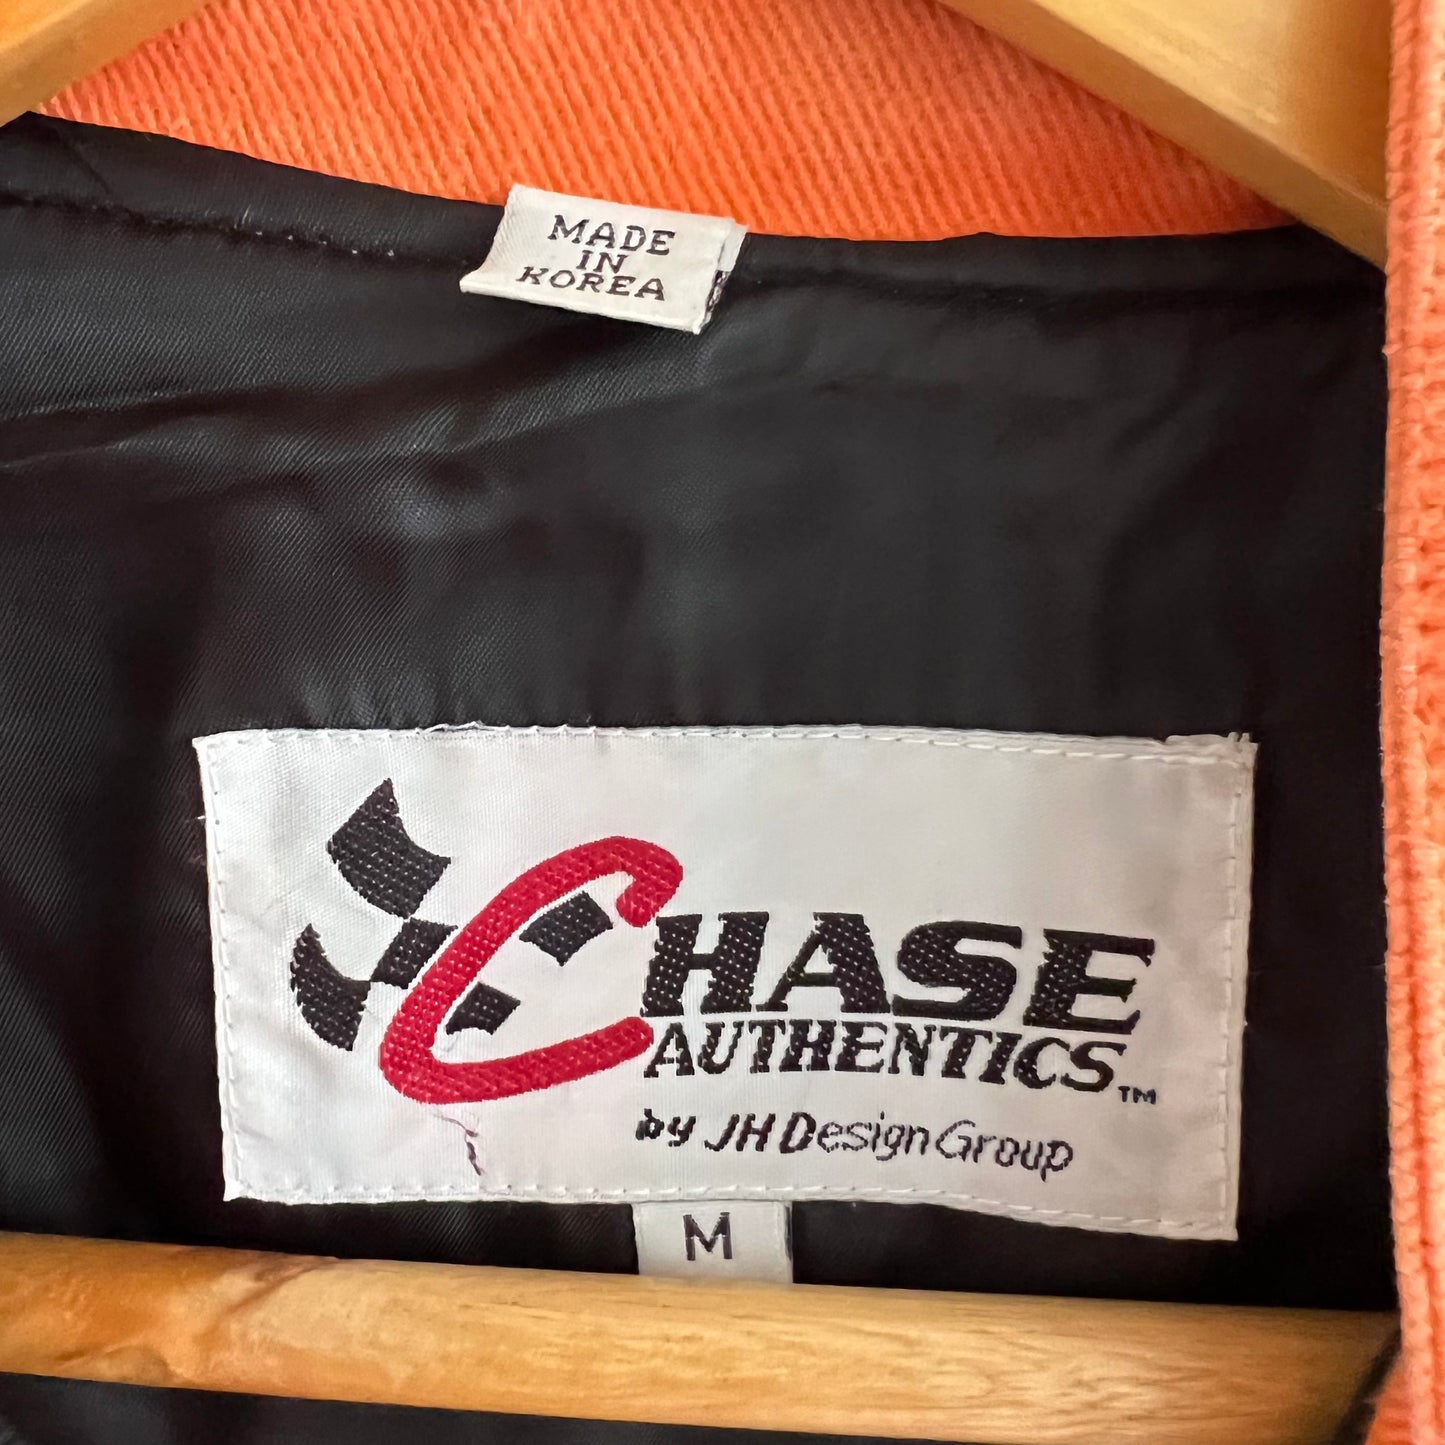 MADE
IN
KOREA
CHASE
AUTHENTICS™
by JH Design Group
M